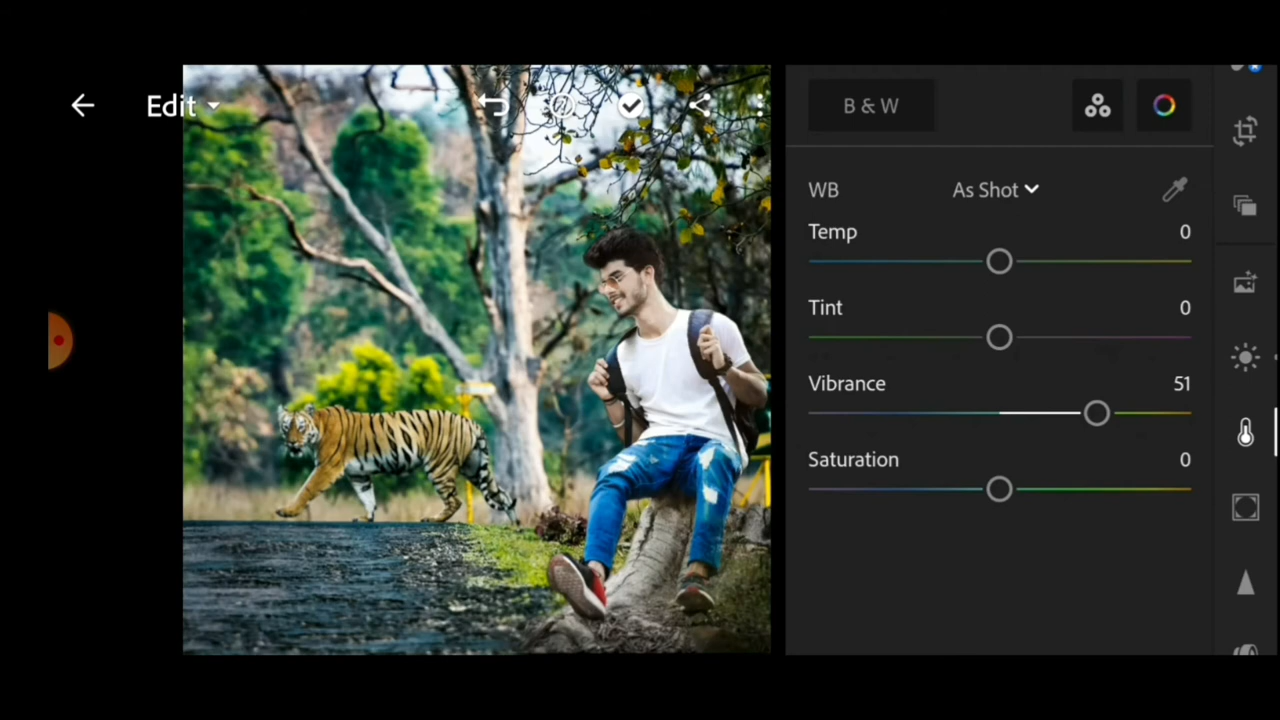 Edit
B & W
WB As Shot
Temp 0
Tint 0
Vibrance 51
Saturation 0